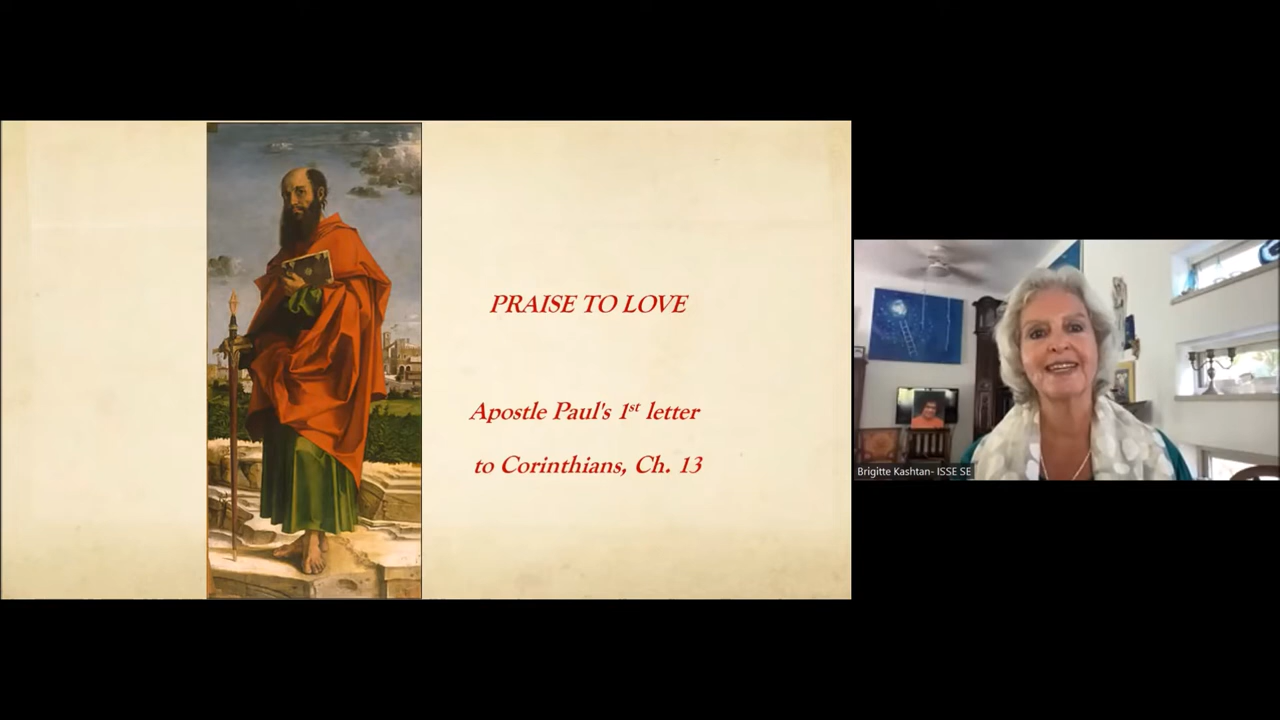 PRAISE TO LOVE
Apostle Paul's 1st letter
to Corinthians, Ch. 13
Brigitte Kashtan- ISSE SE